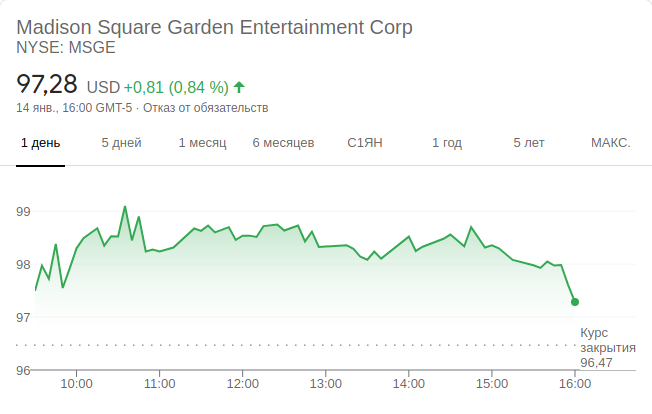 Madison Square Garden Entertainment Corp
NYSE: MSGE
97,28 USD +0,81 (0,84 %)
14 янв., 16:00 GMT-5 · Отказ от обязательств
1 день 5 дней 1 месяц 6 месяцев С1ЯН 1 год 5 лет МАКС.
99
98
97
96
Курс
закрытия
96,47
10:00 11:00 12:00 13:00 14:00 15:00 16:00